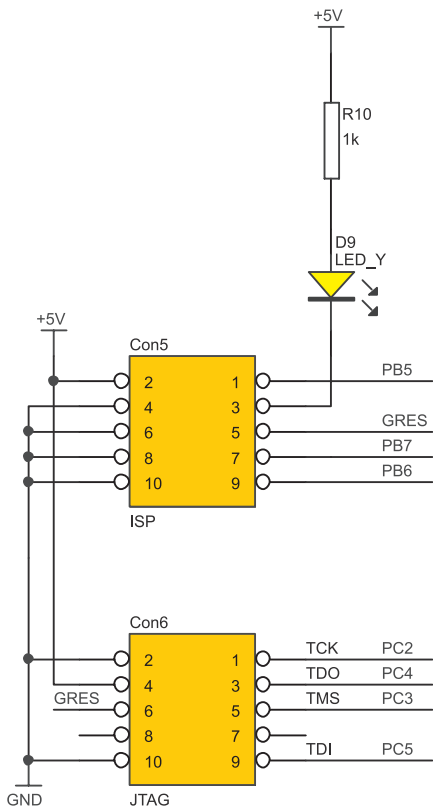 +5V
R10
1k
D9
LED_Y
+5V
Con5
2 1 PB5
4 3
6 5 GRES
8 7 PB7
10 9 PB6
ISP
Con6
2 1 TCK PC2
4 3 TDO PC4
GRES 6 5 TMS PC3
8 7
10 9 TDI PC5
GND JTAG